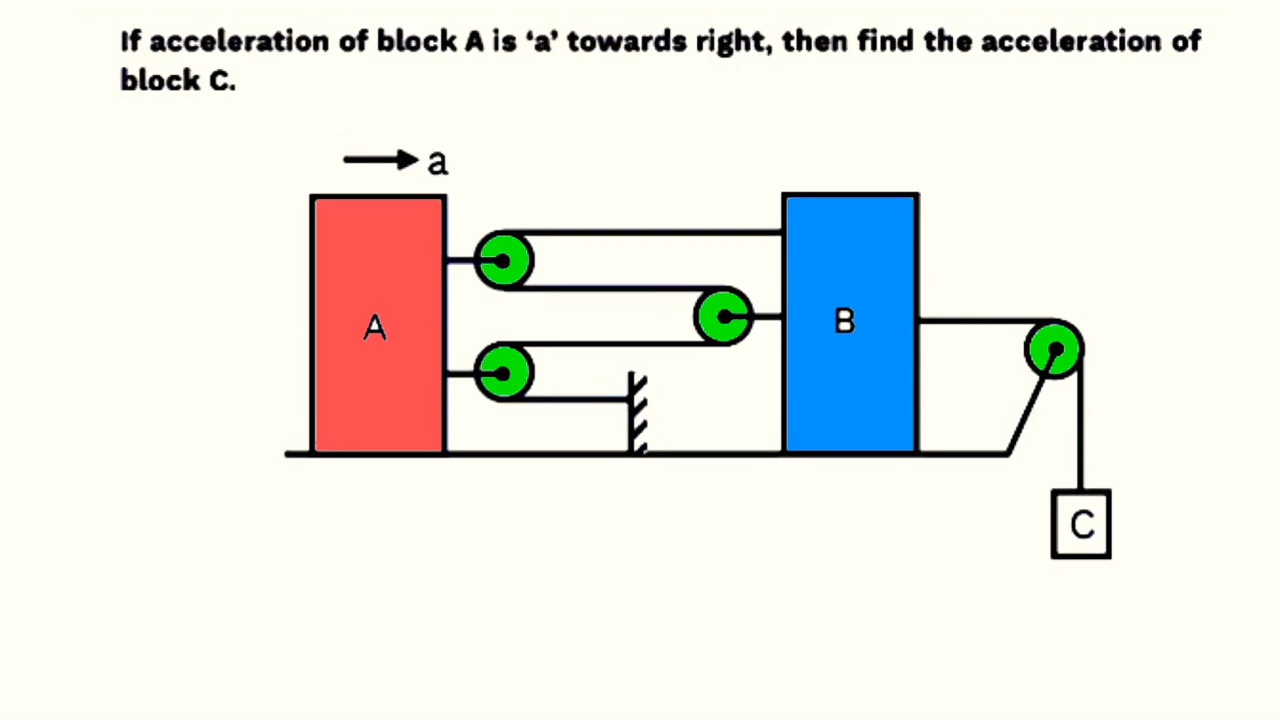 If acceleration of block A is ‘a’ towards right, then find the acceleration of
block C.
a
A
B
C